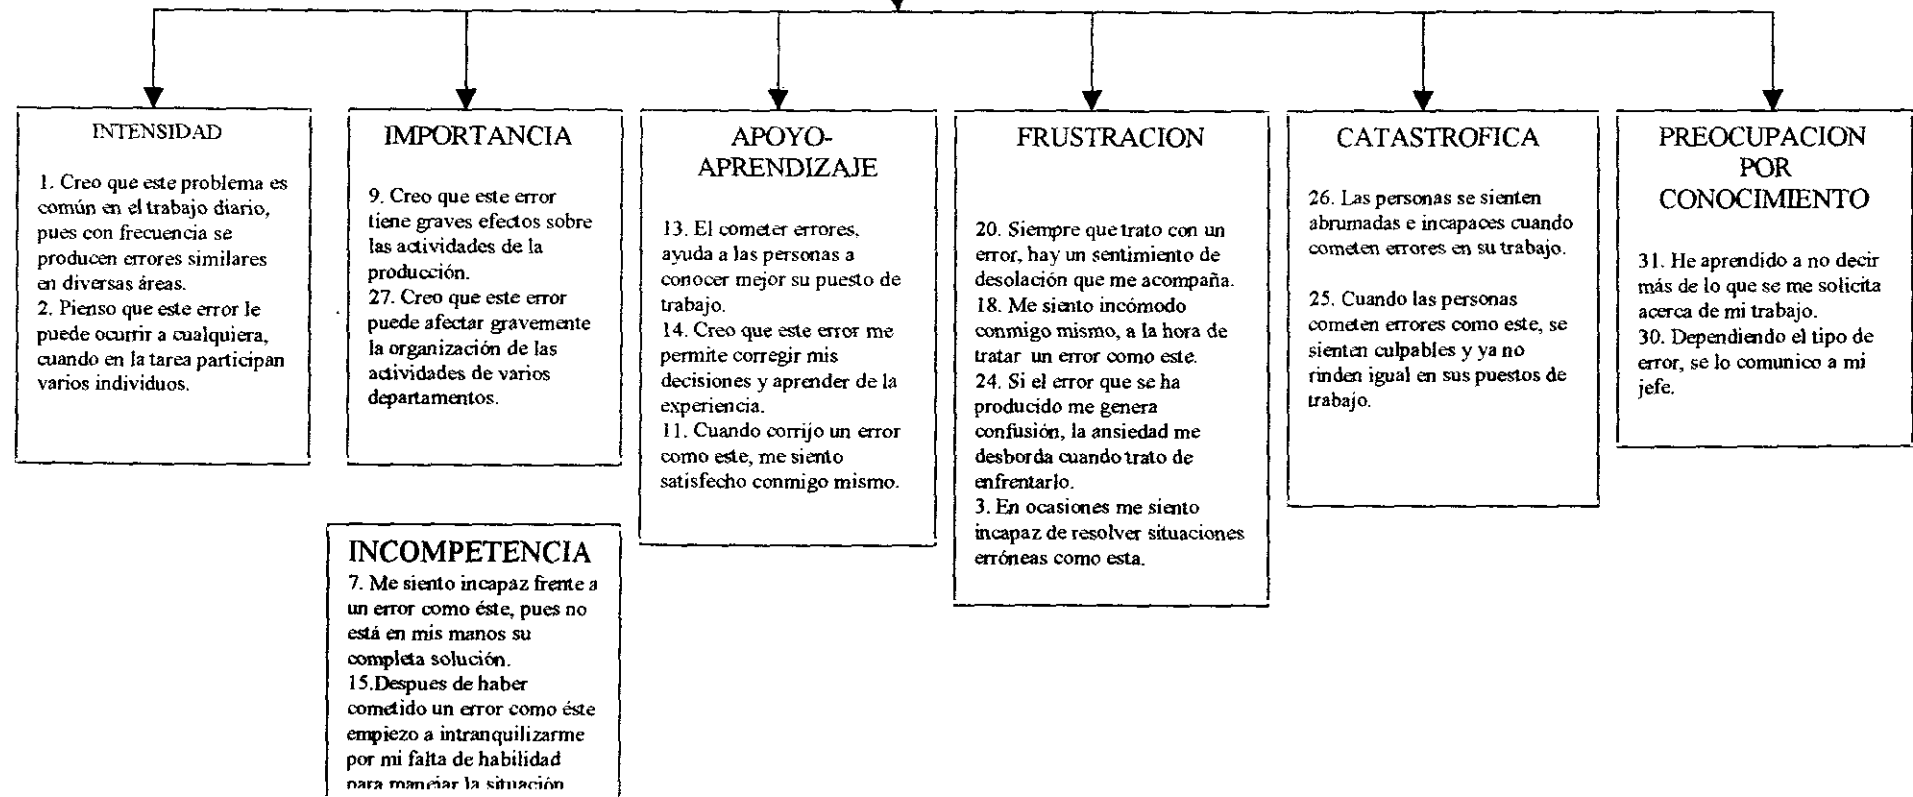 INTENSIDAD
1. Creo que este problema es
común en el trabajo diario,
pues con frecuencia se
producen errores similares
en diversas áreas.
2. Pienso que este error le
puede ocurrir a cualquiera,
cuando en la tarea participan
varios individuos.
IMPORTANCIA
9. Creo que este error
tiene graves efectos sobre
las actividades de la
producción.
27. Creo que este error
puede afectar gravemente
la organización de las
actividades de varios
departamentos.
APOYO-
APRENDIZAJE
13. El cometer errores,
ayuda a las personas a
conocer mejor su puesto de
trabajo.
14. Creo que este error me
permite corregir mis
decisiones y aprender de la
experiencia.
11. Cuando corrijo un error
como este, me siento
satisfecho conmigo mismo.
FRUSTRACION
20. Siempre que trato con un
error, hay un sentimiento de
desolación que me acompaña.
18. Me siento incómodo
conmigo mismo, a la hora de
tratar un error como este.
24. Si el error que se ha
producido me genera
confusión, la ansiedad me
desborda cuando trato de
enfrentarlo.
3. En ocasiones me siento
incapaz de resolver situaciones
erróneas como esta.
CATASTROFICA
26. Las personas se sienten
abrumadas e incapaces cuando
cometen errores en su trabajo.
25. Cuando las personas
cometen errores como este, se
sienten culpables y ya no
rinden igual en sus puestos de
trabajo.
PREOCUPACION
POR
CONOCIMIENTO
31. He aprendido a no decir
más de lo que se me solicita
acerca de mi trabajo.
30. Dependiendo el tipo de
error, se lo comunico a mi
jefe.
INCOMPETENCIA
7. Me siento incapaz frente a
un error como éste, pues no
está en mis manos su
completa solución.
15.Despues de haber
cometido un error como éste
empiezo a intranquilizarme
por mi falta de habilidad
para manejar la situación